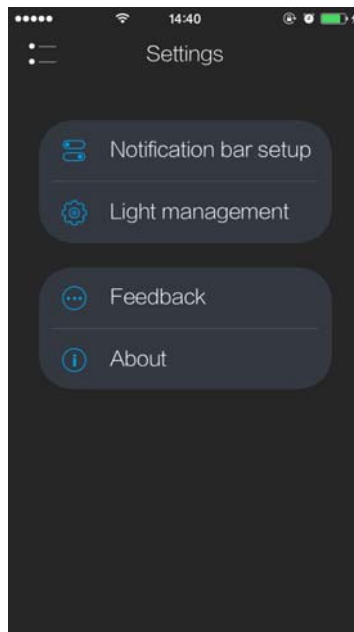 14:40
Settings
Notification bar setup
Light management
Feedback
About